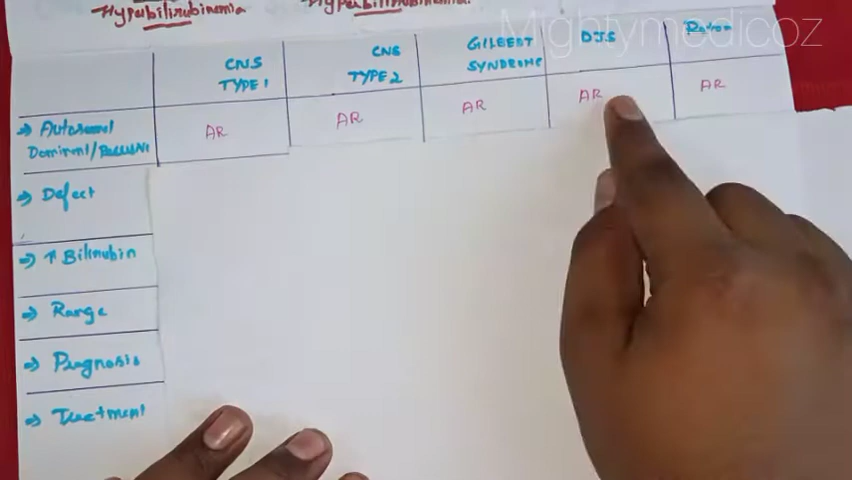 Hyperbilirubinemia Hyperbilirubinemia.
Mightymedicoz
CNS TYPE 1
CNS TYPE 2
GILBERT SYNDROME
DJS
Rotor
→ Autosomal Dominant/Recessive
AR AR AR AR AR
→ Defect
→ ↑ Bilirubin
→ Range
→ Prognosis
→ Treatment